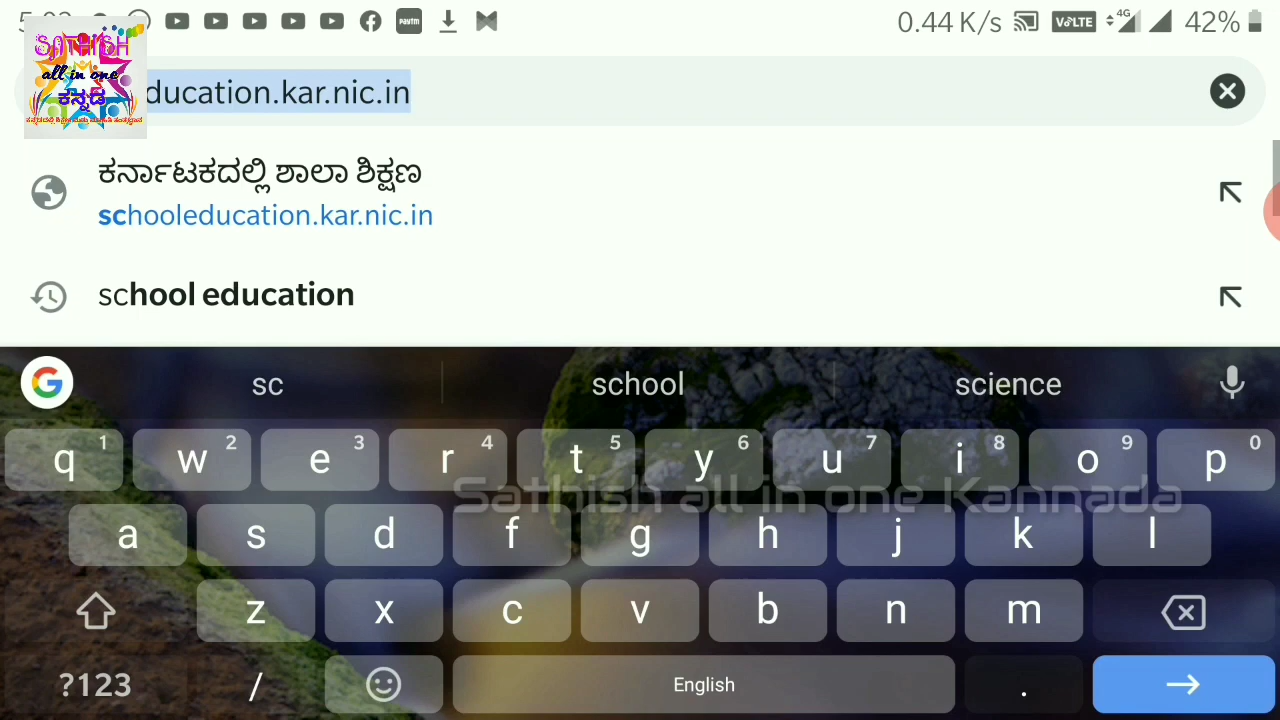 0.44 K/s VoLTE 4G 42%
SATHISH
all in one
ಕನ್ನಡ
ducation.kar.nic.in
ಕರ್ನಾಟಕದಲ್ಲಿ ಶಾಲಾ ಶಿಕ್ಷಣ
schooleducation.kar.nic.in
school education
G sc school science
q 1 w 2 e 3 r 4 t 5 y 6 u 7 i 8 o 9 p 0
Sathish all in one Kannada
a s d f g h j k l
z x c v b n m
?123 / English .